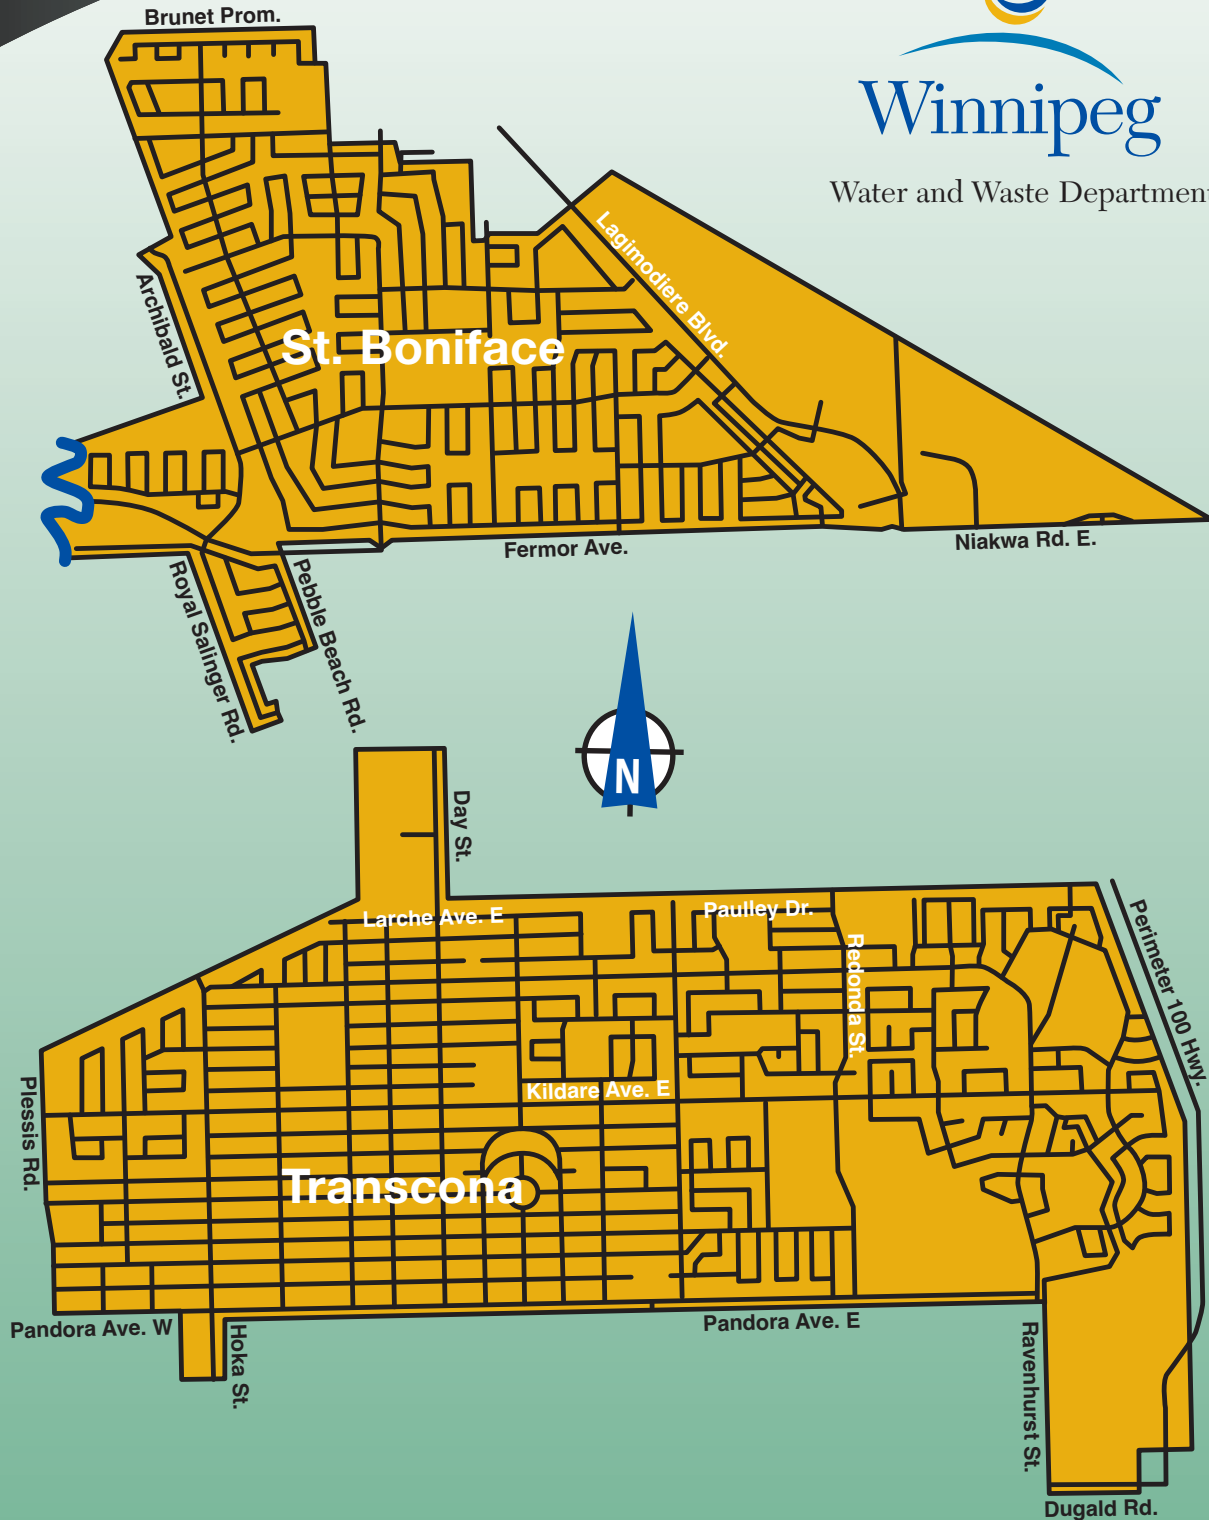 Brunet Prom.
Winnipeg
Water and Waste Department
Lagimodiere Blvd.
Archibald St.
St. Boniface
Fermor Ave.
Niakwa Rd. E.
Royal Salinger Rd.
Pebble Beach Rd.
N
Day St.
Larche Ave. E
Paulley Dr.
Redonda St.
Perimeter 100 Hwy.
Plessis Rd.
Kildare Ave. E
Transcona
Pandora Ave. W
Hoka St.
Pandora Ave. E
Ravenhurst St.
Dugald Rd.